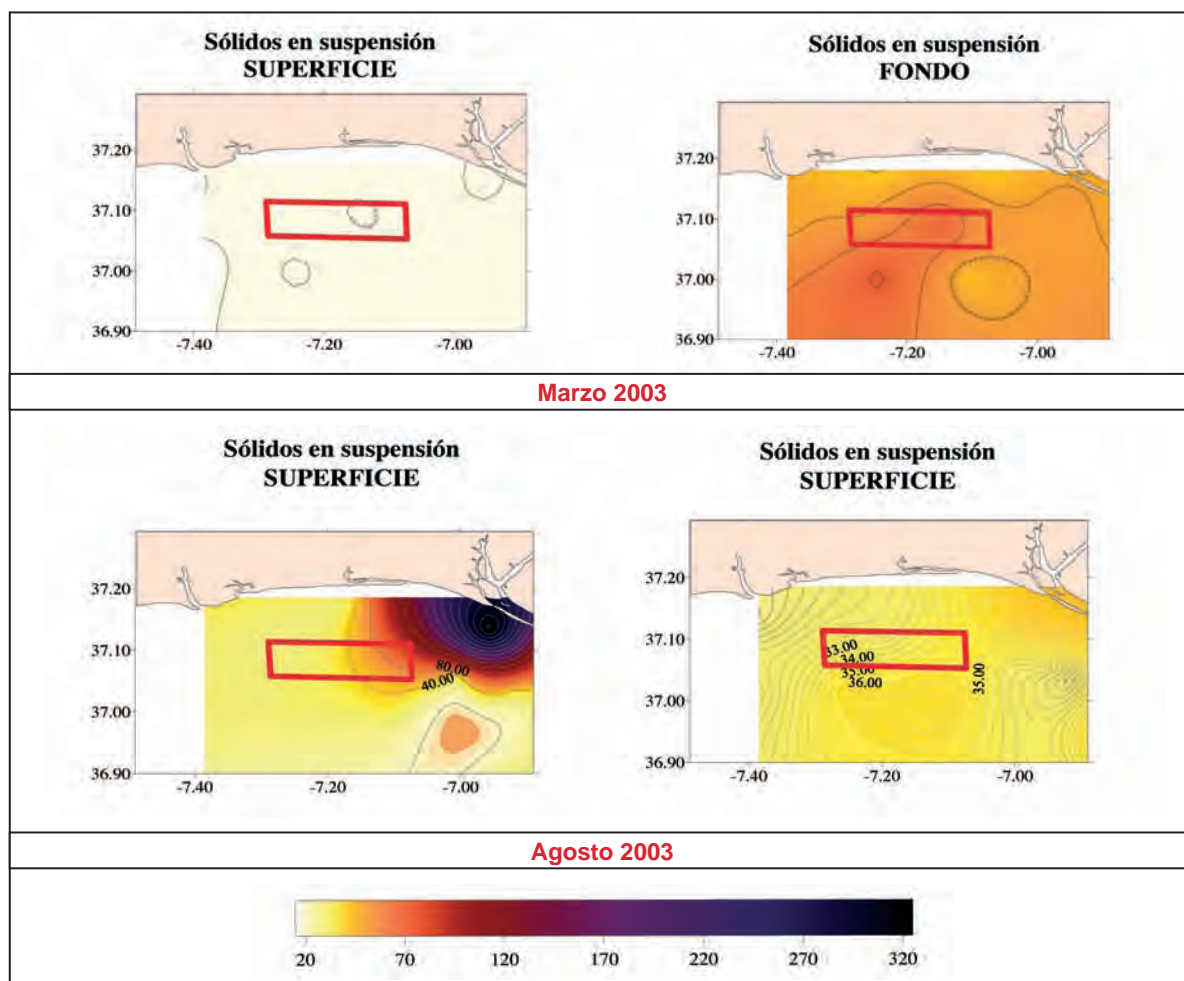 Sólidos en suspensión
SUPERFICIE
37.20
37.10
37.00
36.90
-7.40 -7.20 -7.00
Sólidos en suspensión
FONDO
37.20
37.10
37.00
36.90
-7.40 -7.20 -7.00
Marzo 2003
Sólidos en suspensión
SUPERFICIE
37.20
37.10
37.00
36.90
80.00
40.00
-7.40 -7.20 -7.00
Sólidos en suspensión
SUPERFICIE
37.20
37.10
37.00
36.90
33.00
34.00
35.00
36.00
35.00
-7.40 -7.20 -7.00
Agosto 2003
20 70 120 170 220 270 320